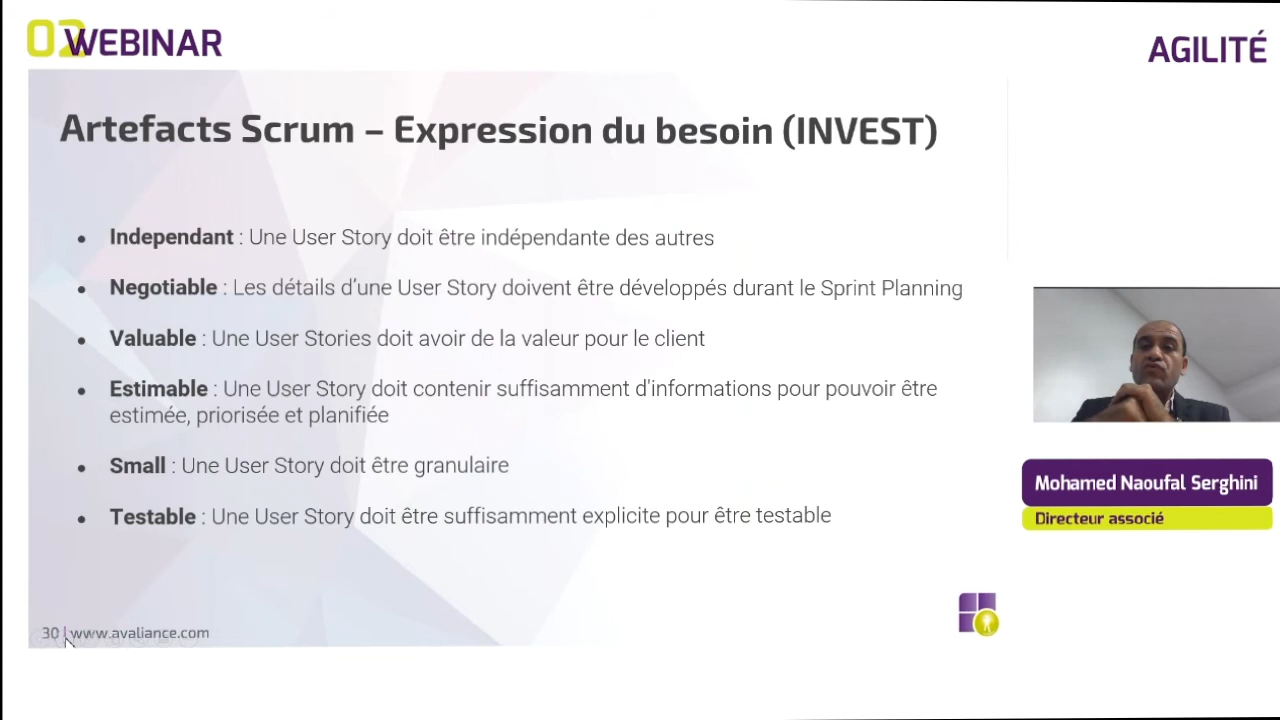 02 WEBINAR
AGILITÉ
Artefacts Scrum – Expression du besoin (INVEST)
• Independant : Une User Story doit être indépendante des autres
• Negotiable : Les détails d'une User Story doivent être développés durant le Sprint Planning
• Valuable : Une User Stories doit avoir de la valeur pour le client
• Estimable : Une User Story doit contenir suffisamment d'informations pour pouvoir être
estimée, priorisée et planifiée
• Small : Une User Story doit être granulaire
• Testable : Une User Story doit être suffisamment explicite pour être testable
Mohamed Naoufal Serghini
Directeur associé
30 | www.avaliance.com